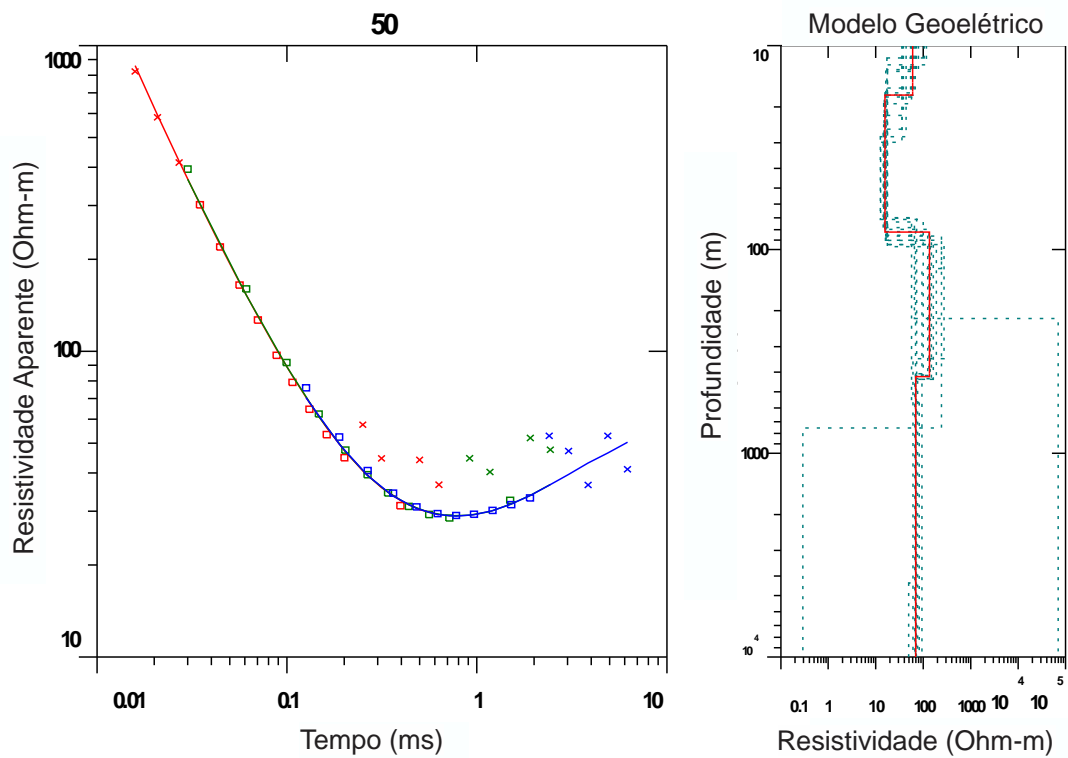 50
1000
100
10
Resistividade Aparente (Ohm-m)
0.01 0.1 1 10
Tempo (ms)
Modelo Geoelétrico
10
100
1000
10 4
Profundidade (m)
0.1 1 10 100 1000 10 4 10 5
Resistividade (Ohm-m)